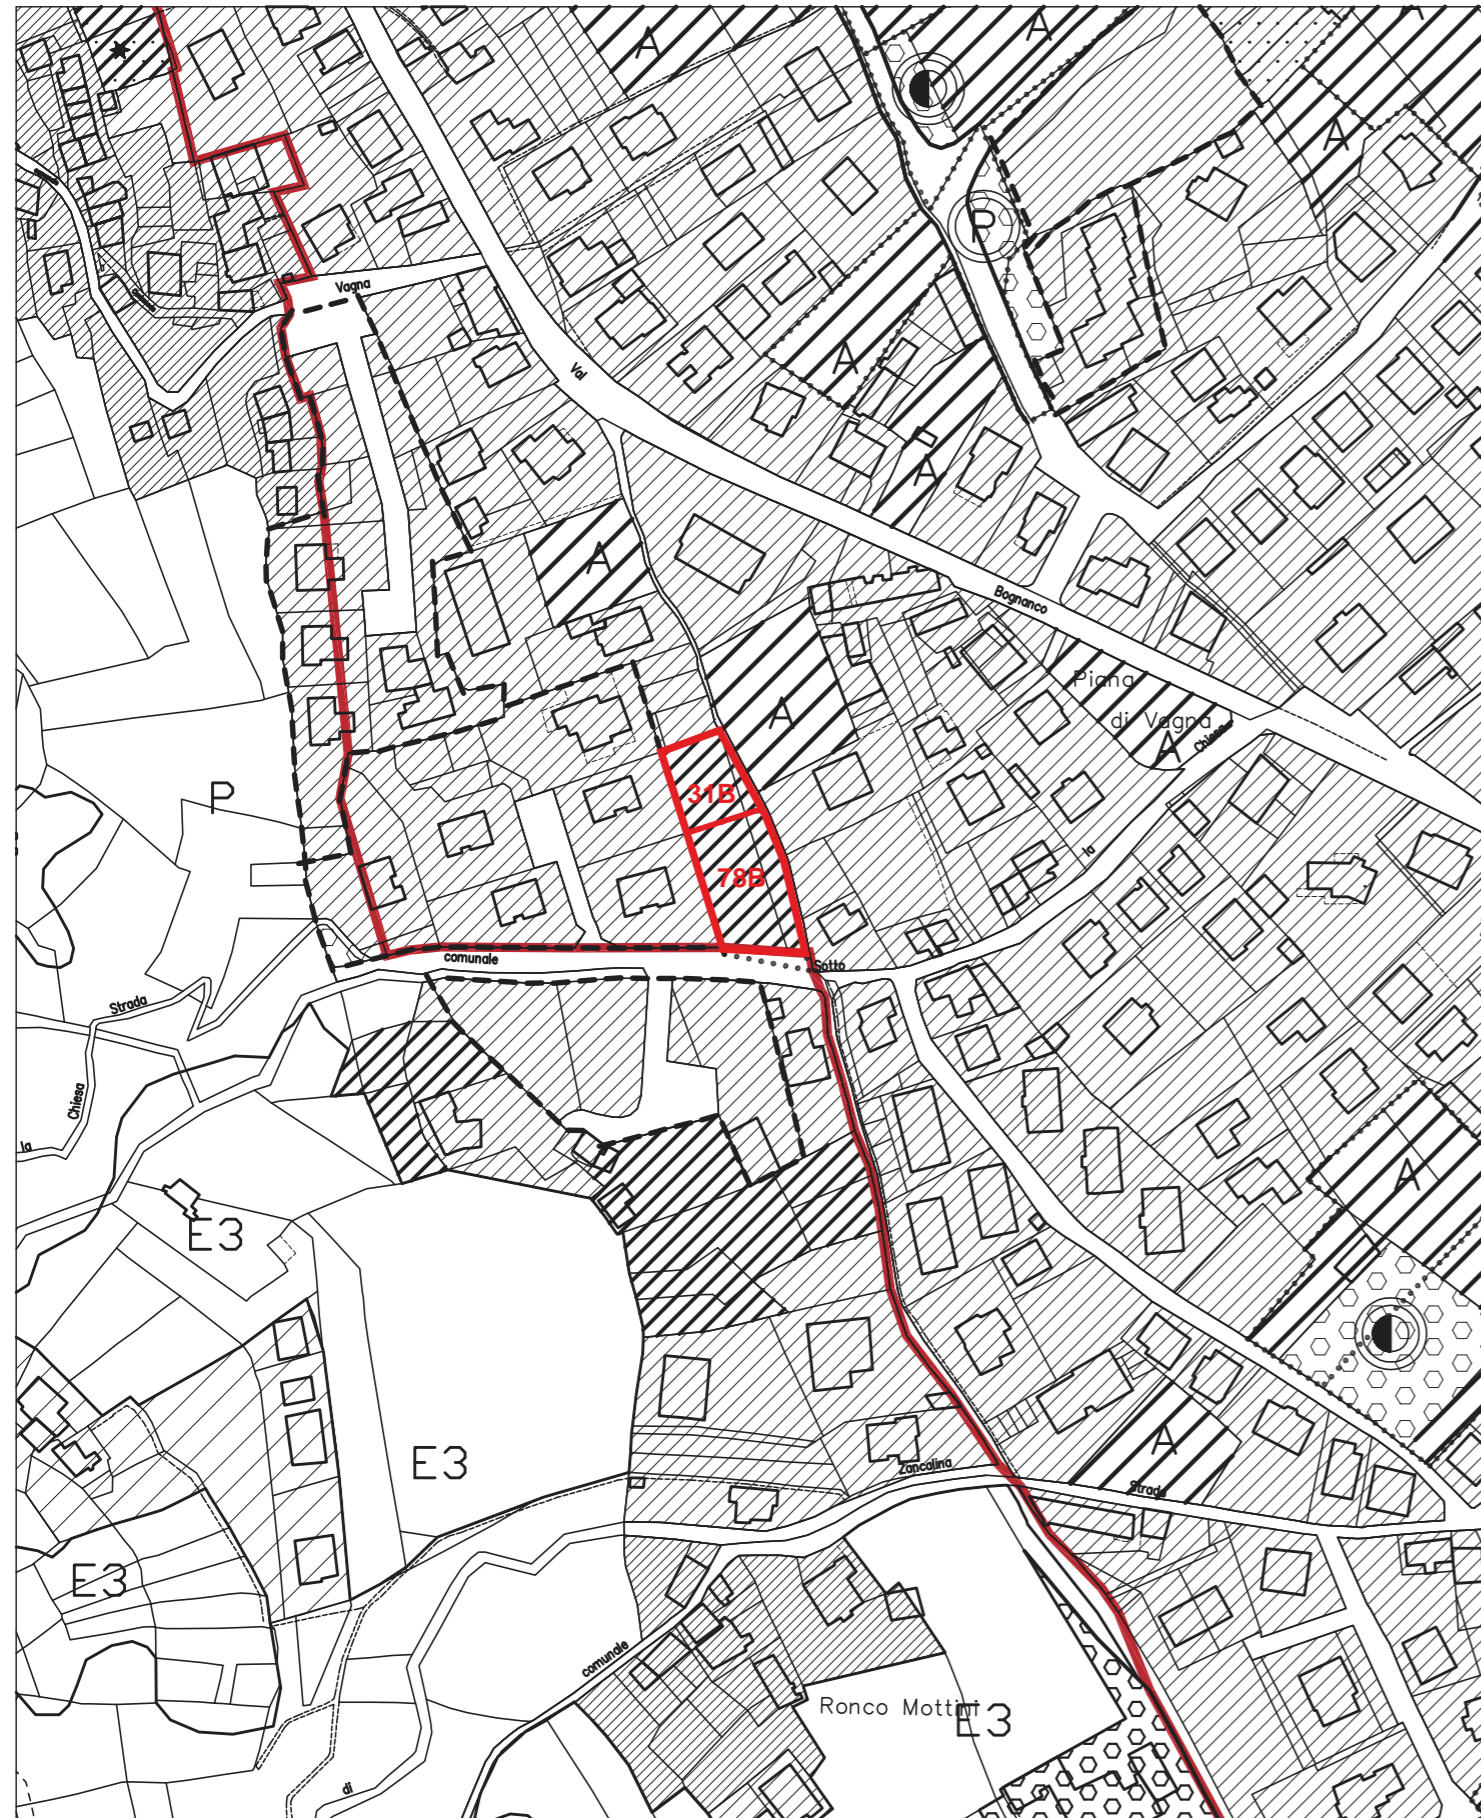 A
A
A
P
Vagna
A
Val
A
A
Bognanco
Piana
di Vagna
A
A
Chiesa
31B
P
la
78B
comunale
Sotto
Strada
Chiesa
la
A
E3
A
E3
Zancalina
Strada
E3
comunale
Ronco Mottini
E3
di